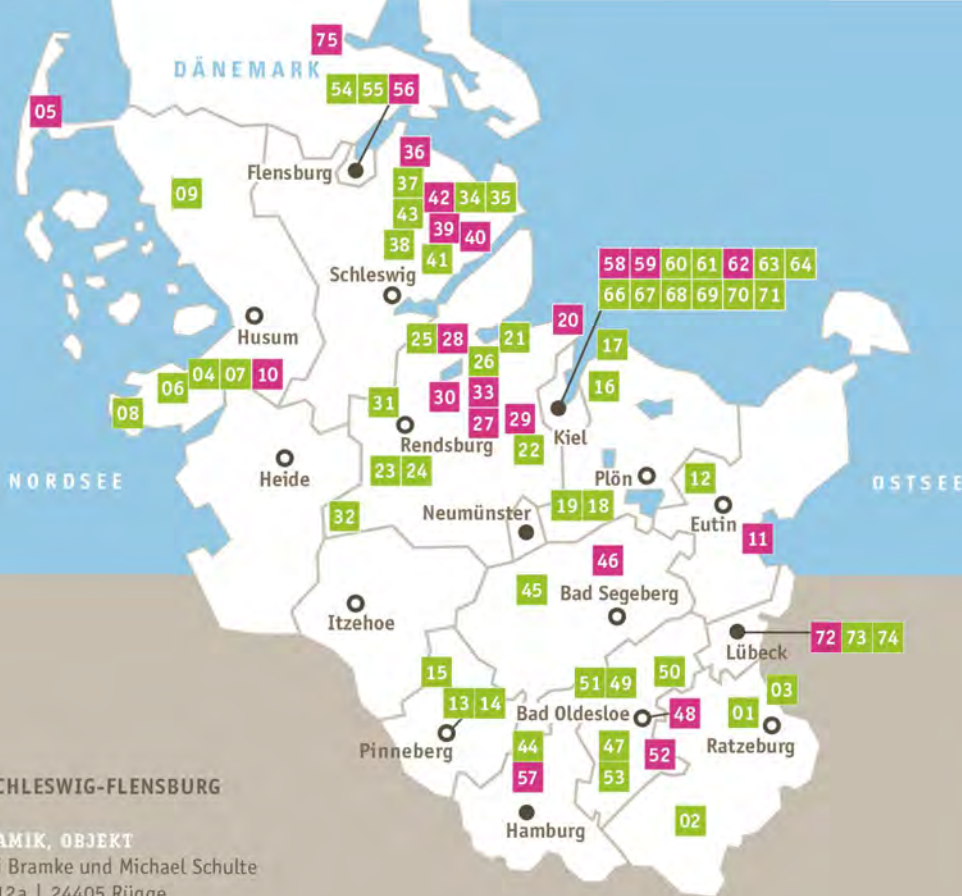 75
DÄNEMARK
54 55 56
05
36
Flensburg
09
37
42 34 35
43
39
40
38
41
Schleswig
58 59 60 61 62 63 64
66 67 68 69 70 71
Husum
20
25 28
21
17
26
04 07 10
06
16
30
33
31
08
29
27
Kiel
Rendsburg
22
Heide
23 24
NORDSEE
Plön
12
OSTSEE
19 18
Neumünster
32
Eutin
11
46
45
Bad Segeberg
Itzehoe
72 73 74
Lübeck
15
50
51 49
03
13 14
Bad Oldesloe
48
01
Pinneberg
44
47
52
Ratzeburg
57
53
CHLESWIG-FLENSBURG
02
Hamburg
AMIK, OBJEKT
i Bramke und Michael Schulte
12a | 24405 Rügge